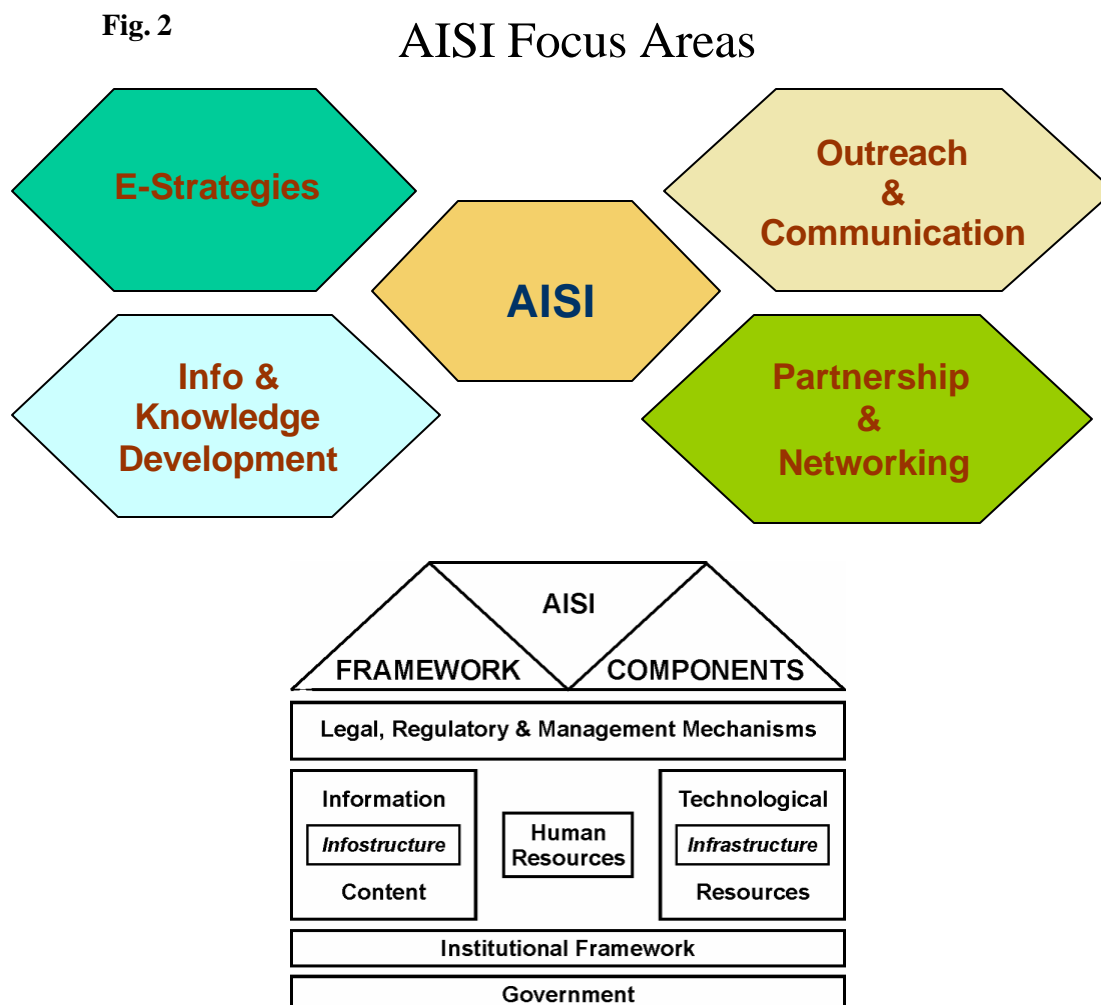 Fig. 2
AISI Focus Areas
E-Strategies
Outreach
&
Communication
AISI
Info &
Knowledge
Development
Partnership
&
Networking
AISI
FRAMEWORK
COMPONENTS
Legal, Regulatory & Management Mechanisms
Information
Infostructure
Content
Human
Resources
Technological
Infrastructure
Resources
Institutional Framework
Government